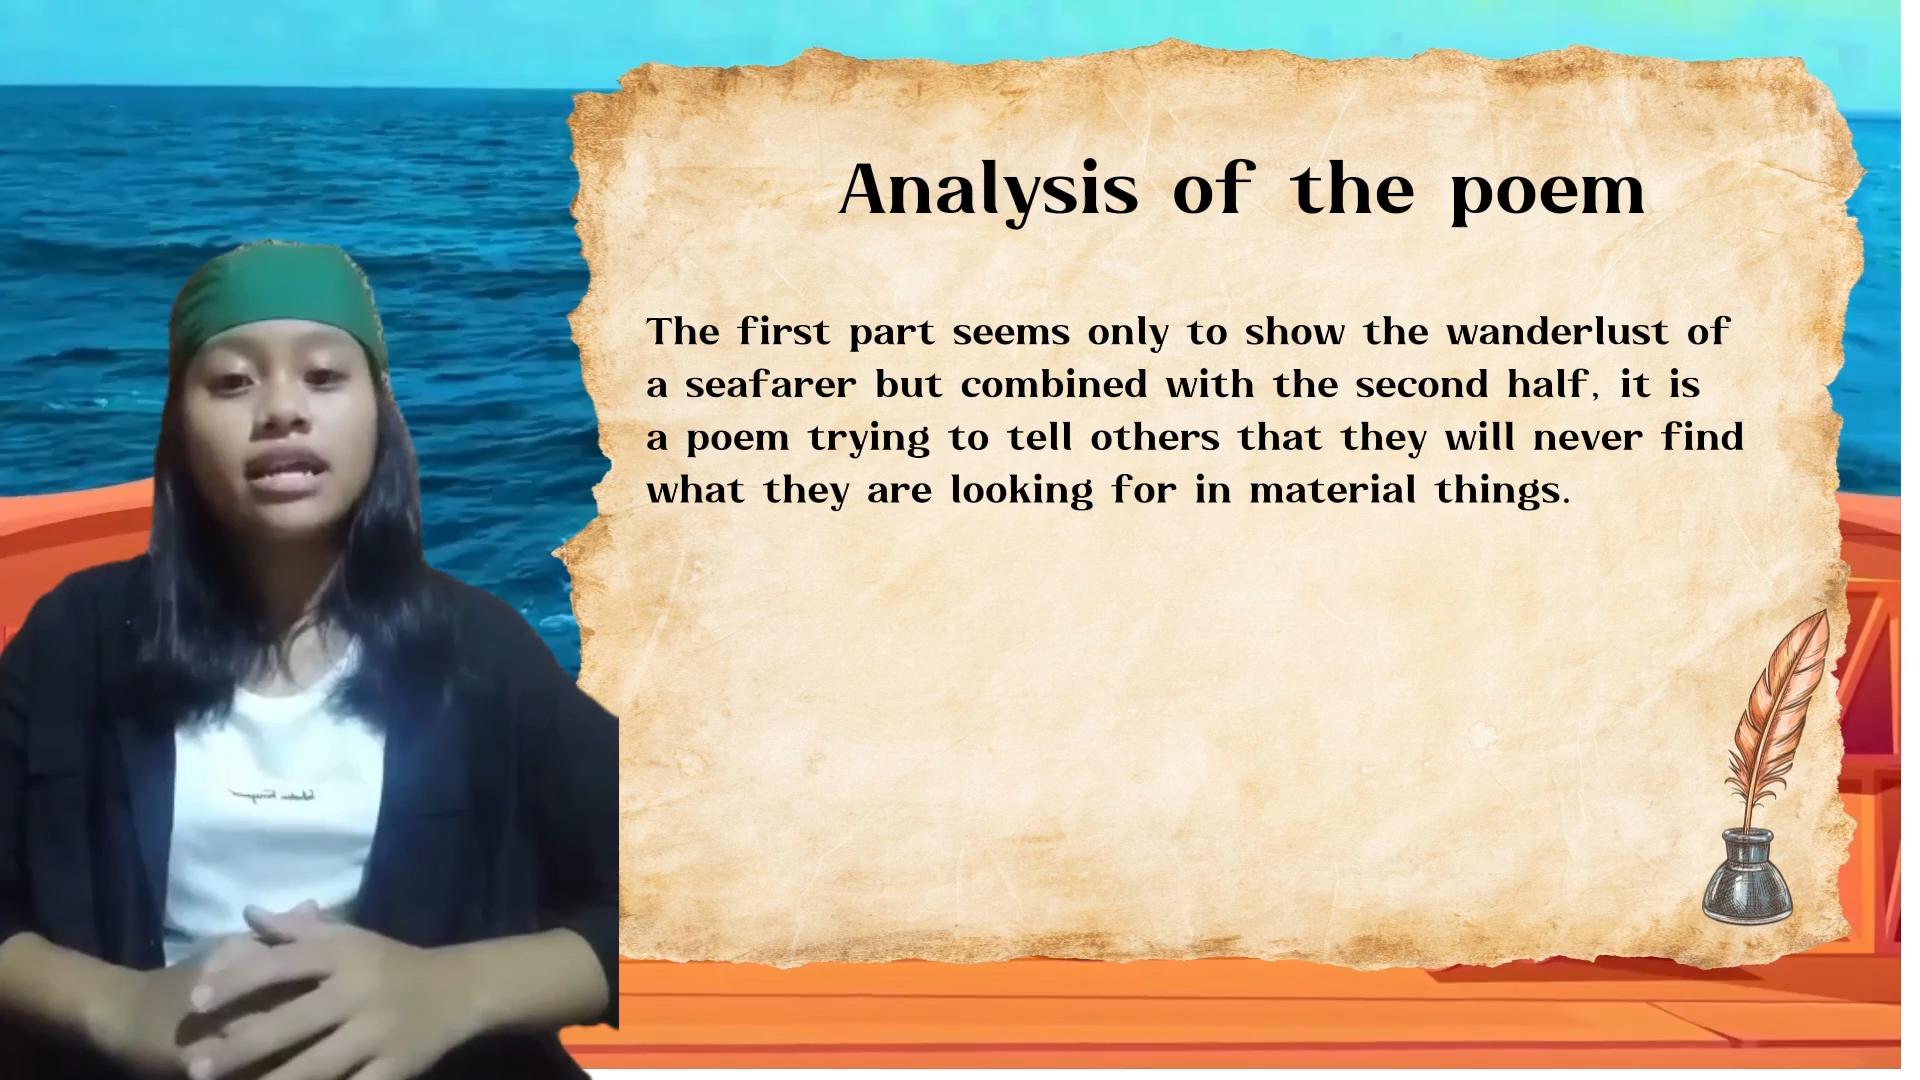 Analysis of the poem
The first part seems only to show the wanderlust of
a seafarer but combined with the second half, it is
a poem trying to tell others that they will never find
what they are looking for in material things.